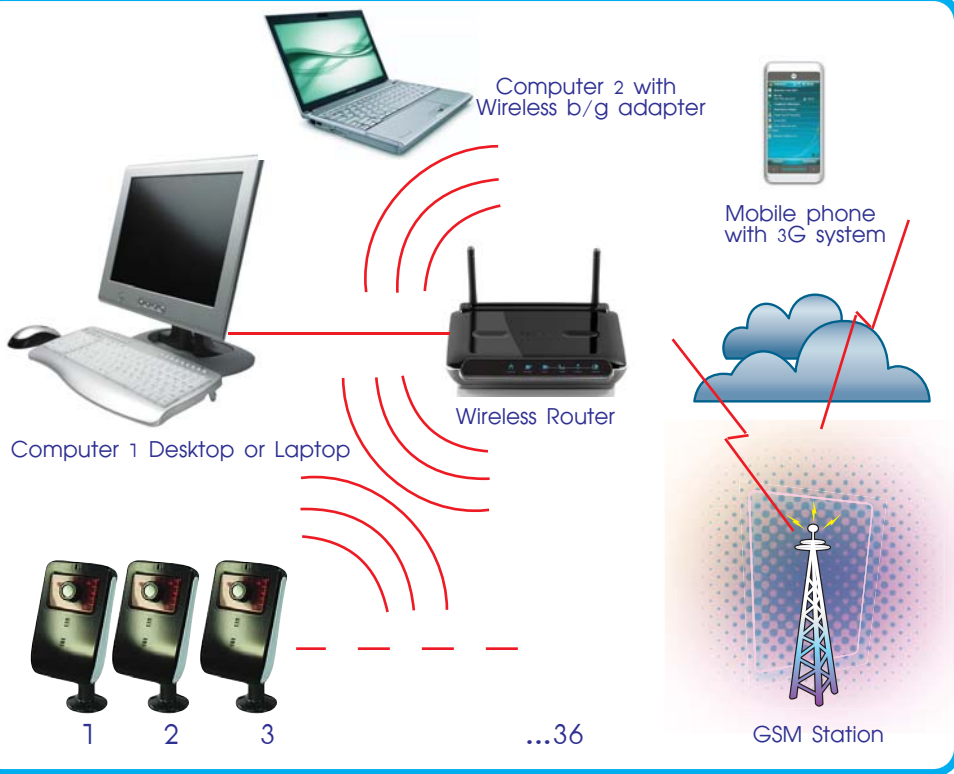 Computer 2 with
Wireless b/g adapter
Mobile phone
with 3G system
Wireless Router
Computer 1 Desktop or Laptop
1 2 3 ...36
GSM Station